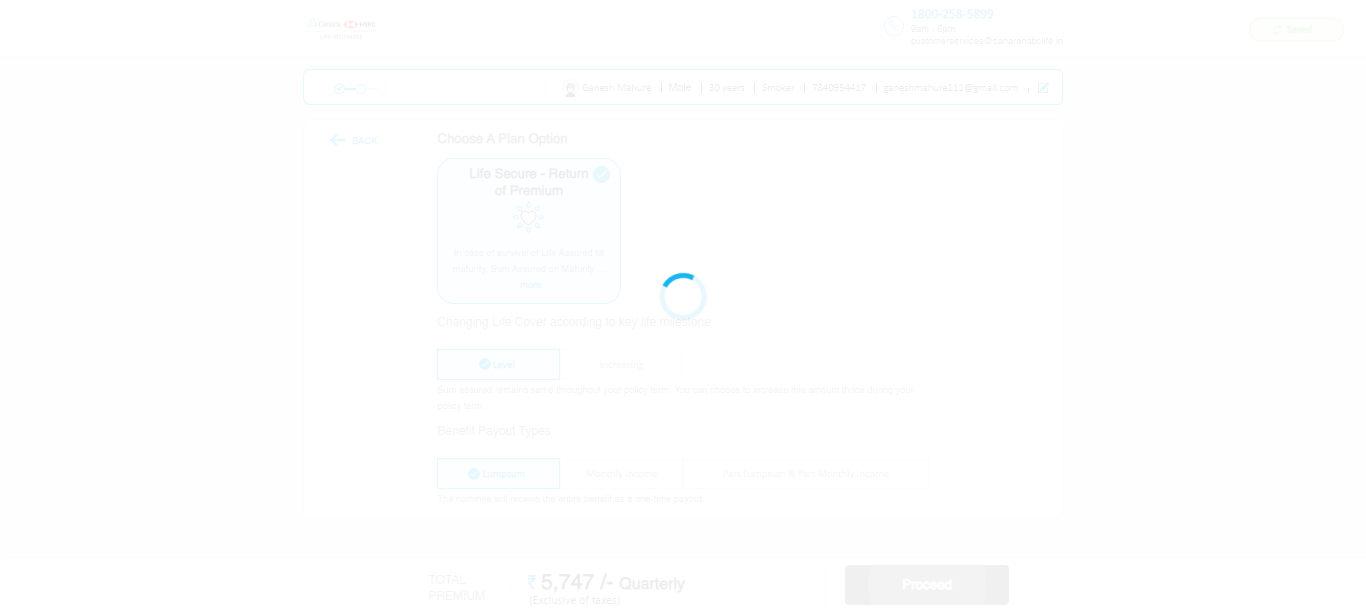 Canara HSBC
LIFE INSURANCE
1800-258-5899
9am - 6pm
customerservice@canarahsbclife.in
Saved
Ganesh Mahure | Male | 30 years | Smoker | 7840554417 | ganeshmahure111@gmail.com
BACK
Choose A Plan Option
Life Secure - Return
of Premium
In case of survival of Life Assured till
maturity, Sum Assured on Maturity ...
more
Changing Life Cover according to key life milestone
Level
Increasing
Sum assured remains same throughout your policy term. You can choose to increase this amount thrice during your
policy term.
Benefit Payout Types
Lumpsum
Monthly Income
Part Lumpsum & Part Monthly Income
The nominee will receive the entire benefit as a one-time payout
TOTAL
PREMIUM
₹ 5,747 /- Quarterly
(Exclusive of taxes)
Proceed